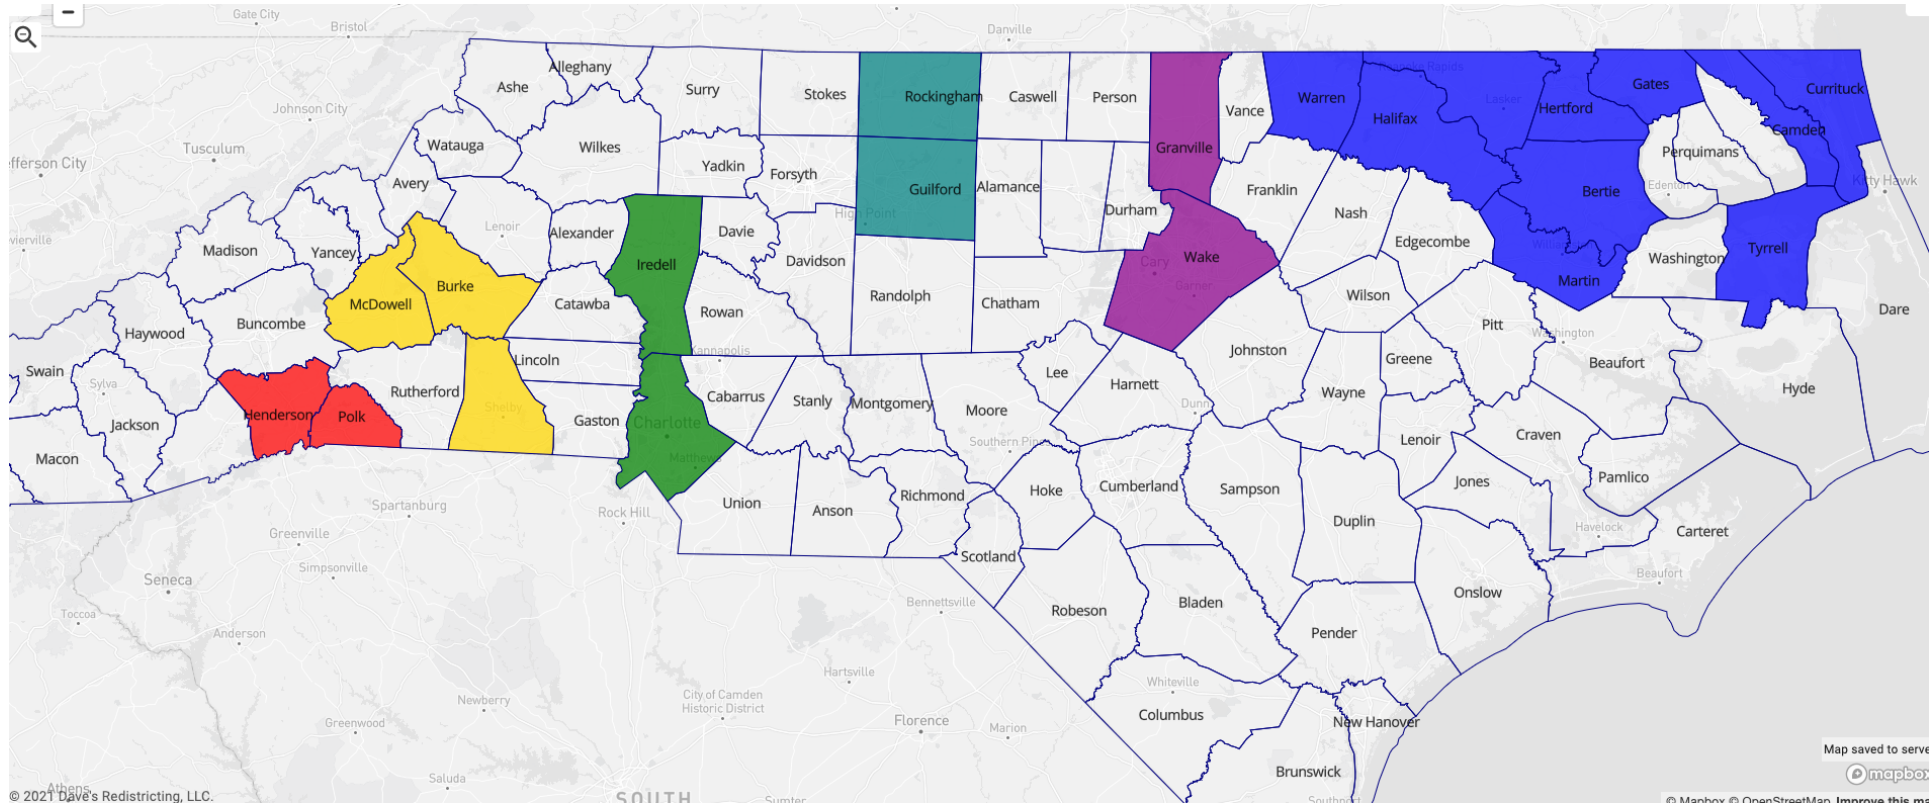 Gate City
Bristol
Danville
Alleghany
Ashe
Surry
Stokes
Rockingham
Caswell
Person
Vance
Warren
Roanoke Rapids
Halifax
Lasker
Hertford
Gates
Currituck
Camden
Johnson City
Tusculum
Watauga
Wilkes
Yadkin
Forsyth
Guilford
Alamance
Granville
Franklin
Nash
Bertie
Perquimans
Edenton
Kitty Hawk
efferson City
Avery
High Point
Durham
Edgecombe
vierville
Madison
Yancey
Lenoir
Alexander
Iredell
Davie
Davidson
Wake
Cary
Garner
Washington
Tyrrell
Martin
McDowell
Burke
Catawba
Rowan
Randolph
Chatham
Wilson
Pitt
Washington
Dare
Haywood
Buncombe
Kannapolis
Swain
Sylva
Lincoln
Johnston
Greene
Beaufort
Lee
Harnett
Wayne
Hyde
Rutherford
Shelby
Cabarrus
Stanly
Montgomery
Moore
Dunn
Henderson
Polk
Gaston
Charlotte
Jackson
Southern Pines
Lenoir
Craven
Macon
Matthews
Pamlico
Union
Anson
Richmond
Hoke
Cumberland
Sampson
Jones
Spartanburg
Rock Hill
Duplin
Havelock
Carteret
Greenville
Simpsonville
Seneca
Scotland
Beaufort
Toccoa
Bennettsville
Robeson
Bladen
Onslow
Anderson
Pender
Hartsville
Whiteville
Newberry
City of Camden
Historic District
Greenwood
Florence
Marion
Columbus
New Hanover
Map saved to serve
Saluda
Brunswick
mapbox
Athens
SOUTH
Sumter
Southport
© 2021 Dave's Redistricting, LLC.
© Mapbox © OpenStreetMap Improve this ma